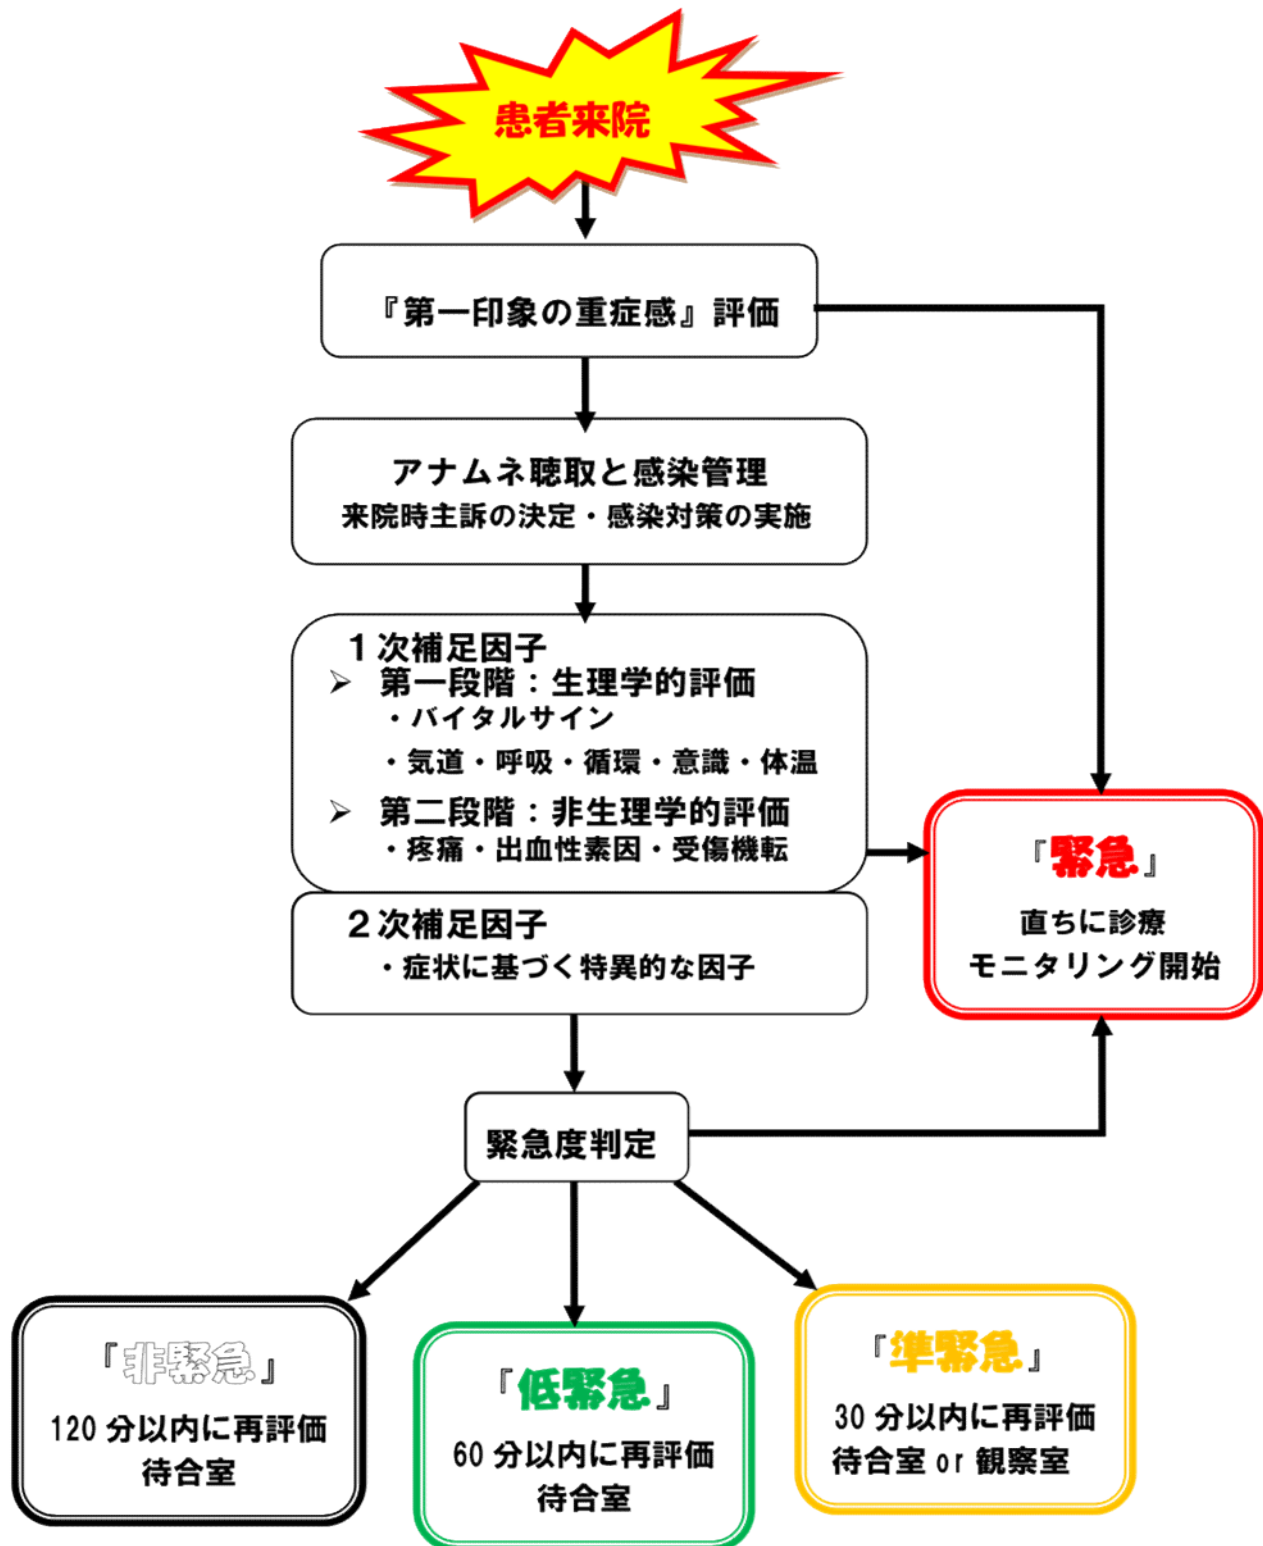 患者来院
『第一印象の重症感』評価
アナムネ聴取と感染管理
来院時主訴の決定・感染対策の実施
1次補足因子
➢ 第一段階：生理学的評価
・バイタルサイン
・気道・呼吸・循環・意識・体温
➢ 第二段階：非生理学的評価
・疼痛・出血性素因・受傷機転
2次補足因子
・症状に基づく特異的な因子
『緊急』
直ちに診療
モニタリング開始
緊急度判定
『非緊急』
120 分以内に再評価
待合室
『低緊急』
60 分以内に再評価
待合室
『準緊急』
30 分以内に再評価
待合室 or 観察室